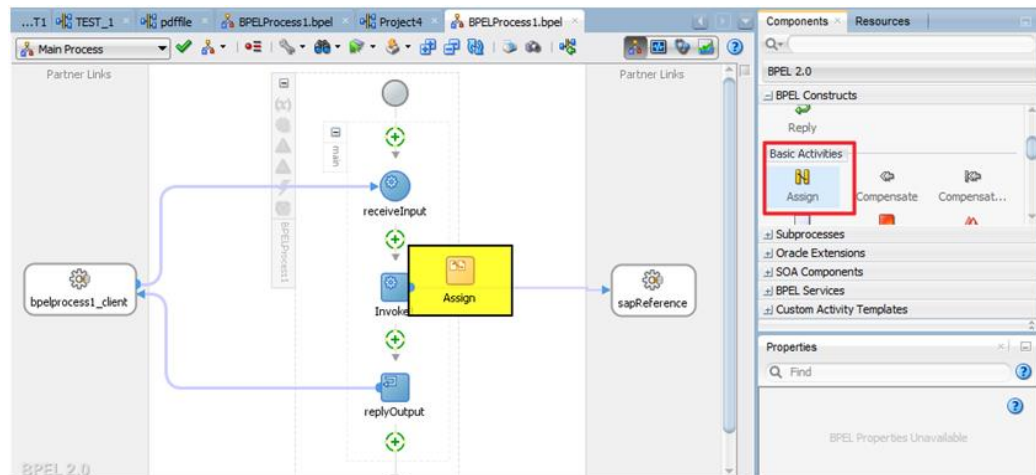 ...T1 TEST_1 pdffile BPELProcess1.bpel Project4 BPELProcess1.bpel
Main Process
Partner Links
Partner Links
main
BPELProcess1
receiveInput
Assign
Invoke
bpelprocess1_client
sapReference
replyOutput
BPEL 2.0
Components Resources
BPEL 2.0
BPEL Constructs
Reply
Basic Activities
Assign Compensate Compensat...
Subprocesses
Oracle Extensions
SOA Components
BPEL Services
Custom Activity Templates
Properties
Find
BPEL Properties Unavailable